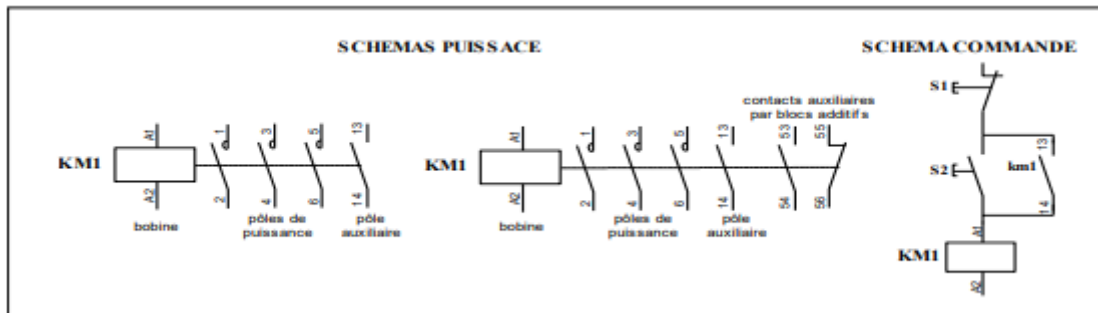 SCHEMAS PUISSACE
SCHEMA COMMANDE
KM1
A1
A2
bobine
1
3
5
13
2
4
6
14
pôles de
puissance
pôle
auxiliaire
KM1
A1
A2
bobine
contacts auxiliaires
par blocs additifs
1
3
5
13
53
55
2
4
6
14
54
56
pôles de
puissance
pôle
auxiliaire
S1
S2
km1
13
14
A1
KM1
A2